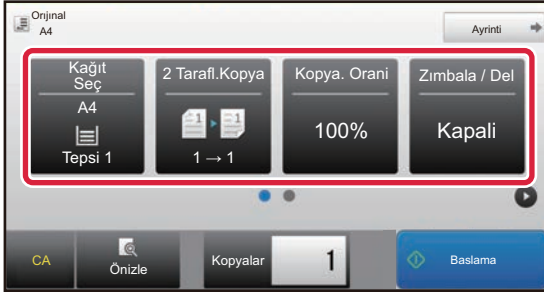 Orijinal
A4
Ayrinti
Kağıt
Seç
A4
Tepsi 1
2 Tarafl.Kopya
1 → 1
Kopya. Orani
100%
Zımbala / Del
Kapali
CA
Önizle
Kopyalar
1
Baslama